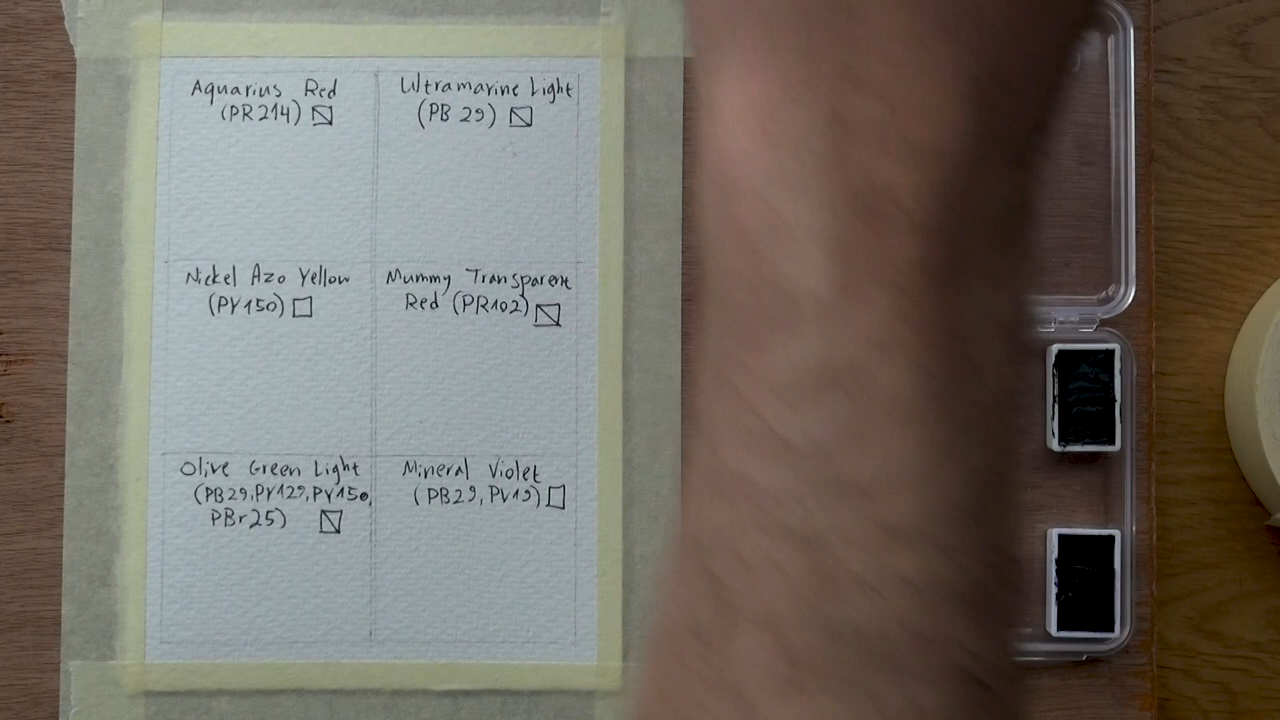 Aquarius Red
(PR214)
Ultramarine Light
(PB 29)
Nickel Azo Yellow
(PY150)
Mummy Transparent
Red (PR102)
Olive Green Light
(PB29,PY129,PY150,
PBr25)
Mineral Violet
(PB29,PV19)